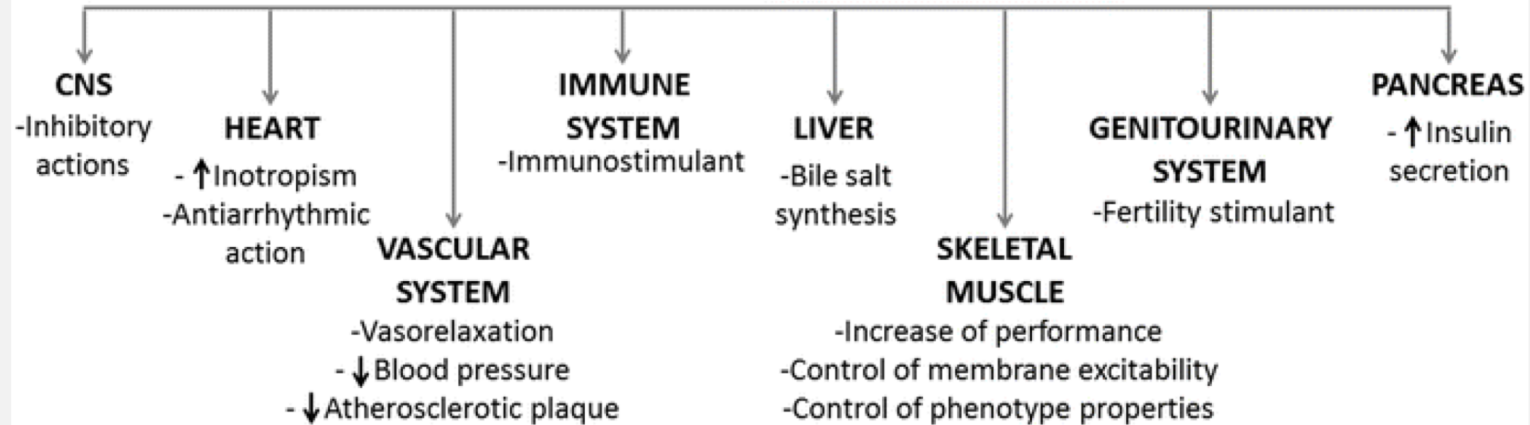 CNS
-Inhibitory
actions
HEART
- ↑Inotropism
-Antiarrhythmic
action
VASCULAR
SYSTEM
-Vasorelaxation
- ↓Blood pressure
- ↓Atherosclerotic plaque
IMMUNE
SYSTEM
-Immunostimulant
LIVER
-Bile salt
synthesis
SKELETAL
MUSCLE
-Increase of performance
-Control of membrane excitability
-Control of phenotype properties
GENITOURINARY
SYSTEM
-Fertility stimulant
PANCREAS
- ↑Insulin
secretion